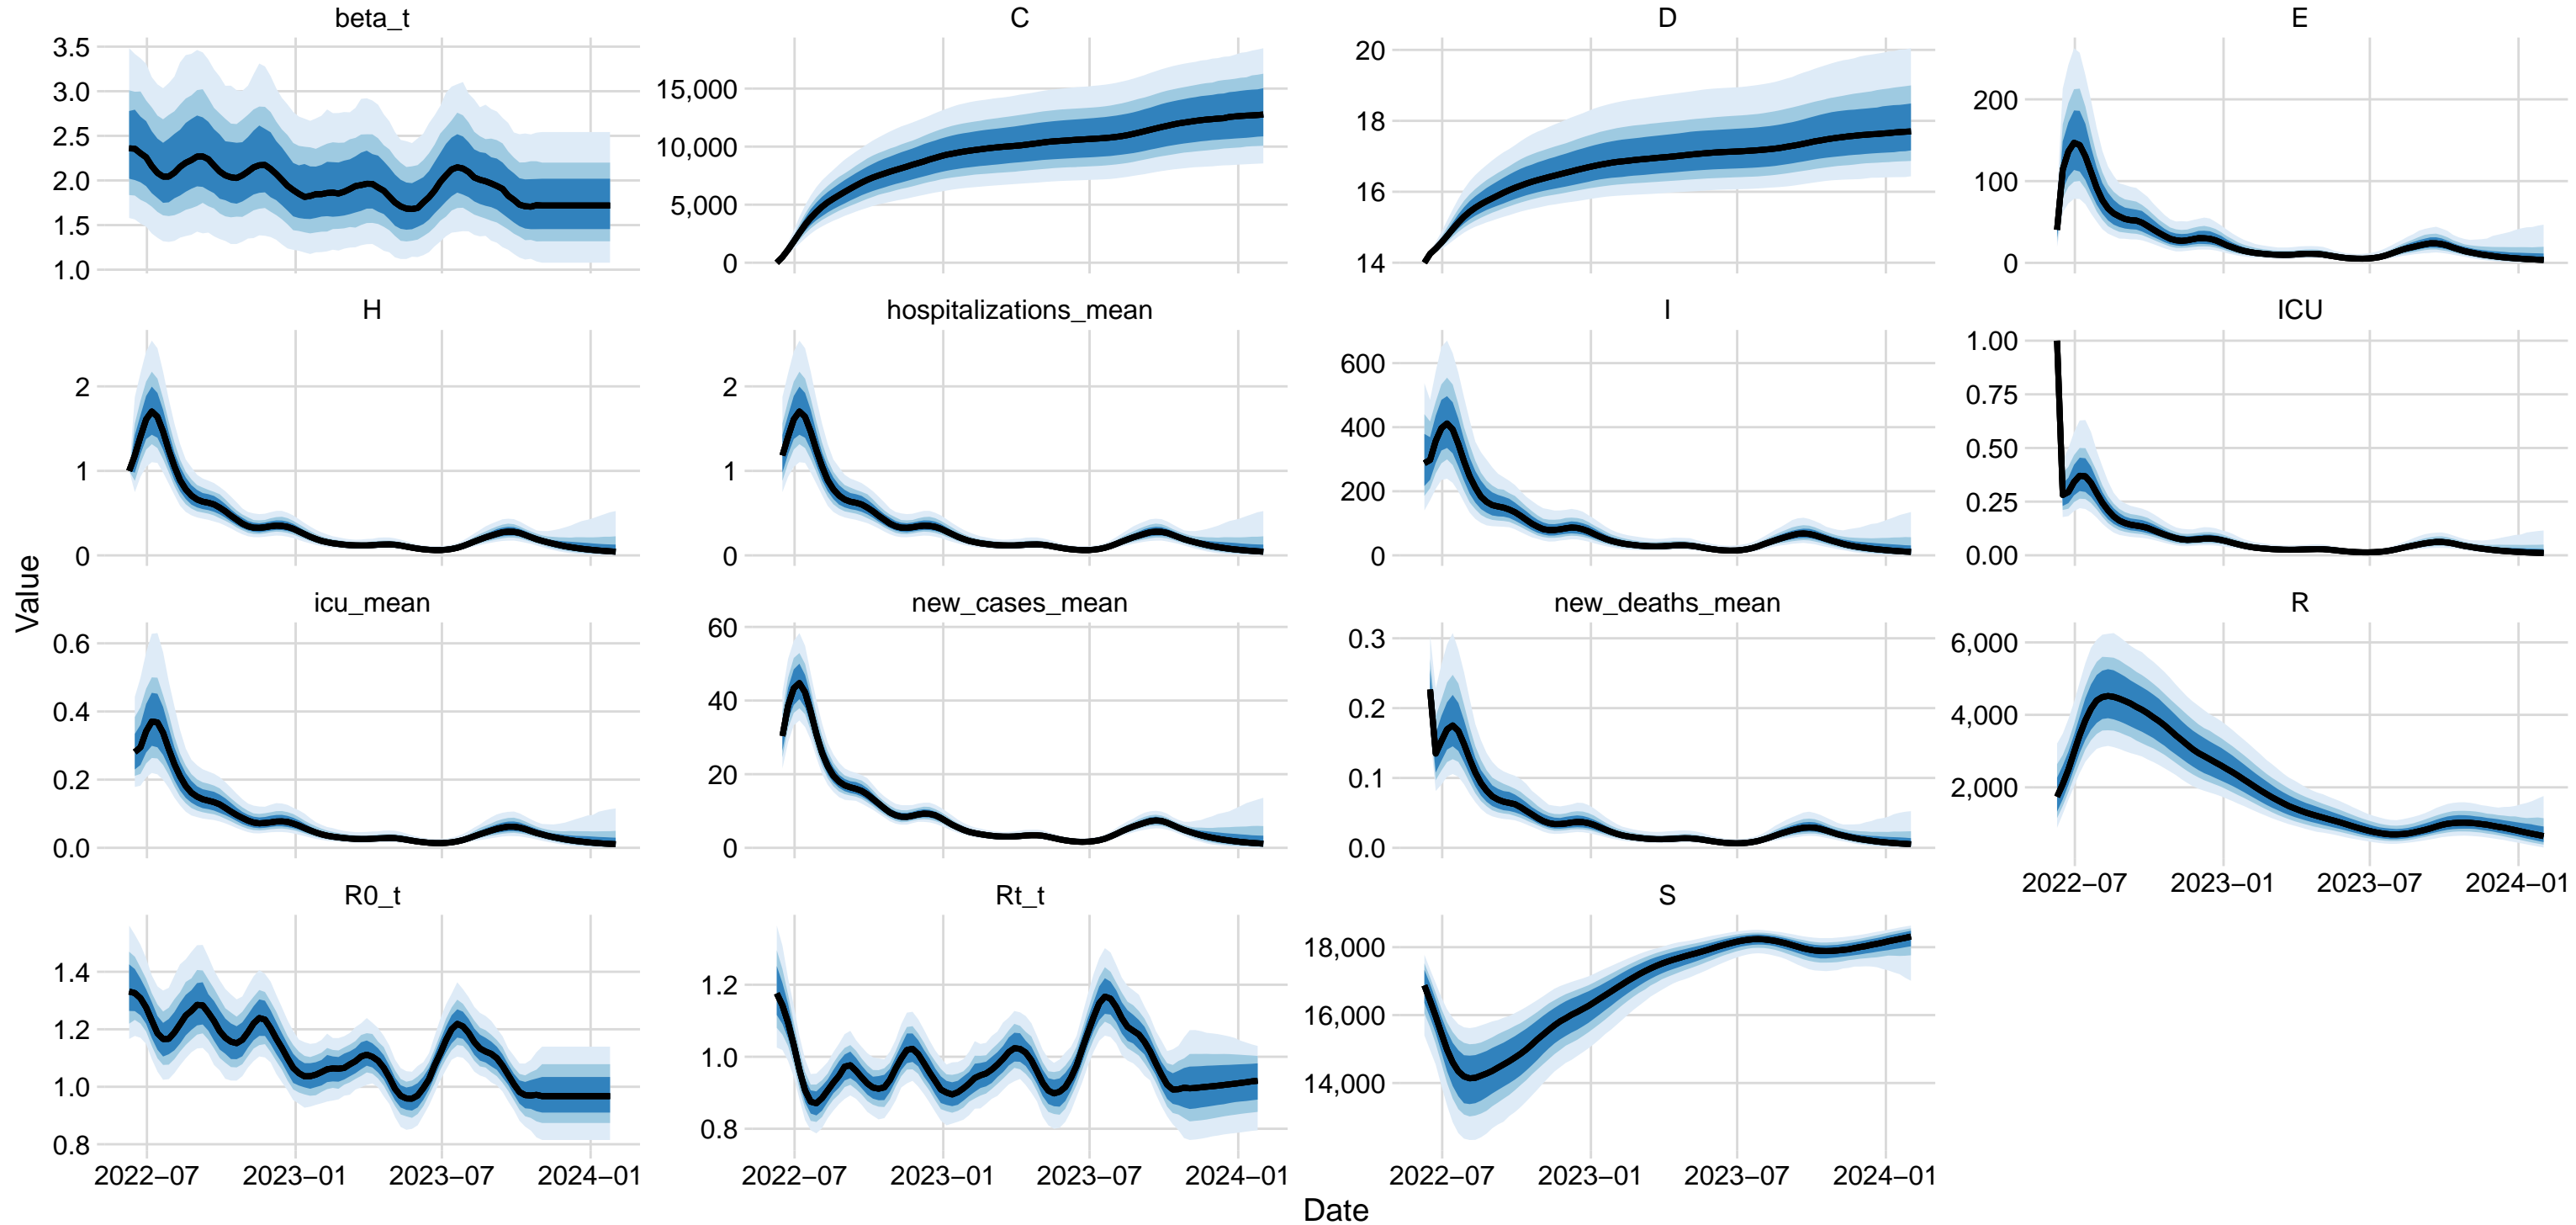 beta_t
C
D
E
3.5
3.0
2.5
2.0
1.5
1.0
15,000
10,000
5,000
0
20
18
16
14
200
100
0
H
hospitalizations_mean
I
ICU
2
1
0
2
1
0
600
400
200
0
1.00
0.75
0.50
0.25
0.00
Value
icu_mean
new_cases_mean
new_deaths_mean
R
0.6
0.4
0.2
0.0
60
40
20
0
0.3
0.2
0.1
0.0
6,000
4,000
2,000
2022−07 2023−01 2023−07 2024−01
R0_t
Rt_t
S
1.4
1.2
1.0
0.8
1.2
1.0
0.8
18,000
16,000
14,000
2022−07 2023−01 2023−07 2024−01
2022−07 2023−01 2023−07 2024−01
2022−07 2023−01 2023−07 2024−01
Date